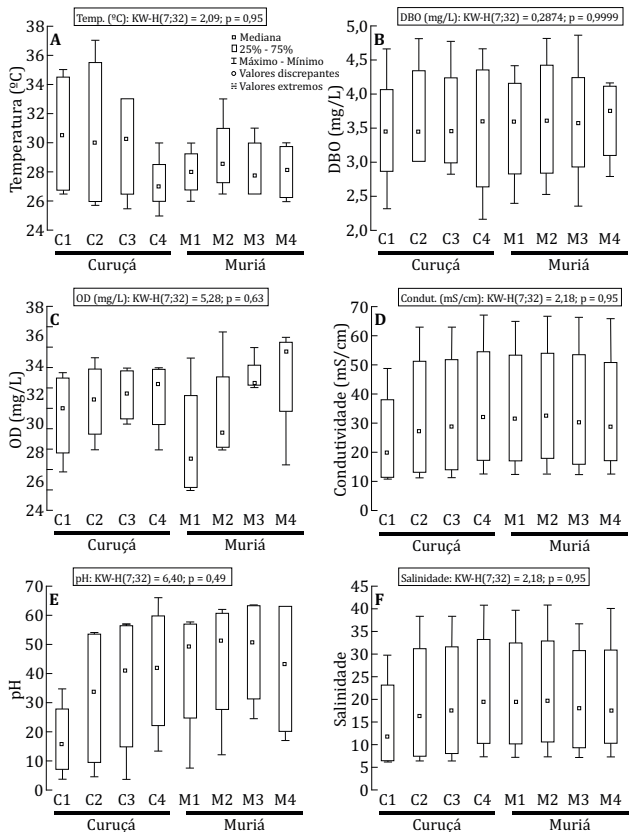 Temp. (ºC): KW-H(7;32) = 2,09; p = 0,95
A
Mediana
25% - 75%
Máximo - Mínimo
Valores discrepantes
Valores extremos
Temperatura (ºC)
38
36
34
32
30
28
26
24
C1 C2 C3 C4 M1 M2 M3 M4
Curuçá Muriá
DBO (mg/L): KW-H(7;32) = 0,2874; p = 0,9999
B
DBO (mg/L)
5,0
4,5
4,0
3,5
3,0
2,5
2,0
C1 C2 C3 C4 M1 M2 M3 M4
Curuçá Muriá
OD (mg/L): KW-H(7;32) = 5,28; p = 0,63
C
OD (mg/L)
38
34
32
28
26
24
C1 C2 C3 C4 M1 M2 M3 M4
Curuçá Muriá
Condut. (mS/cm): KW-H(7;32) = 2,18; p = 0,95
D
Condutividade (mS/cm)
70
60
50
40
30
20
10
0
C1 C2 C3 C4 M1 M2 M3 M4
Curuçá Muriá
pH: KW-H(7;32) = 6,40; p = 0,49
E
pH
70
60
50
40
30
20
10
0
C1 C2 C3 C4 M1 M2 M3 M4
Curuçá Muriá
Salinidade: KW-H(7;32) = 2,18; p = 0,95
F
Salinidade
45
40
35
30
25
20
15
10
5
0
C1 C2 C3 C4 M1 M2 M3 M4
Curuçá Muriá